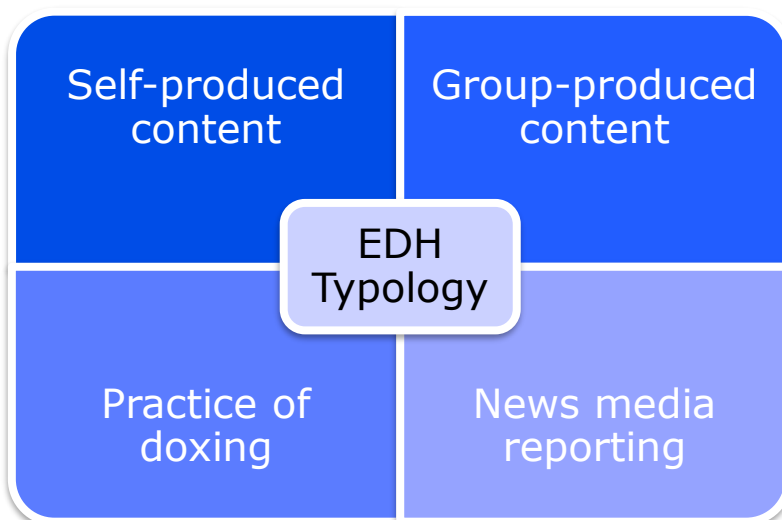 Self-produced
content
Group-produced
content
EDH
Typology
Practice of
doxing
News media
reporting